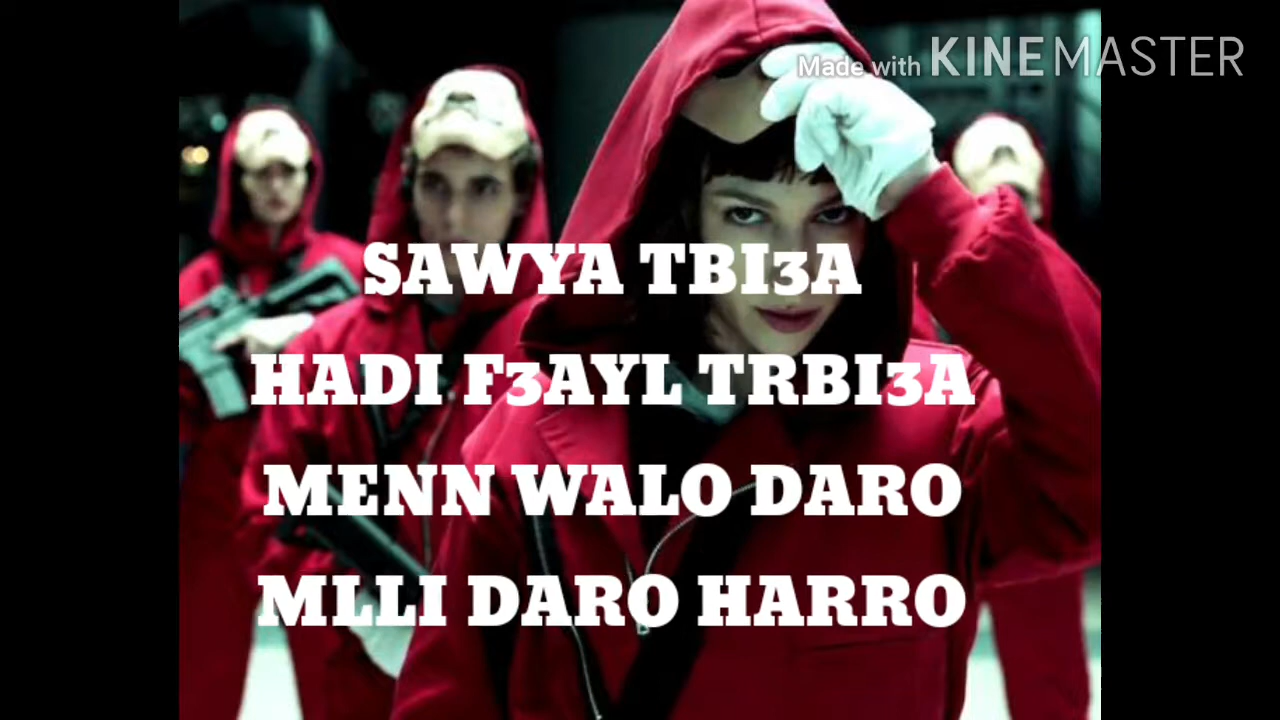 Made with KINEMASTER
SAWYA TBI3A
HADI F3AYL TRBI3A
MENN WALO DARO
MLLI DARO HARRO